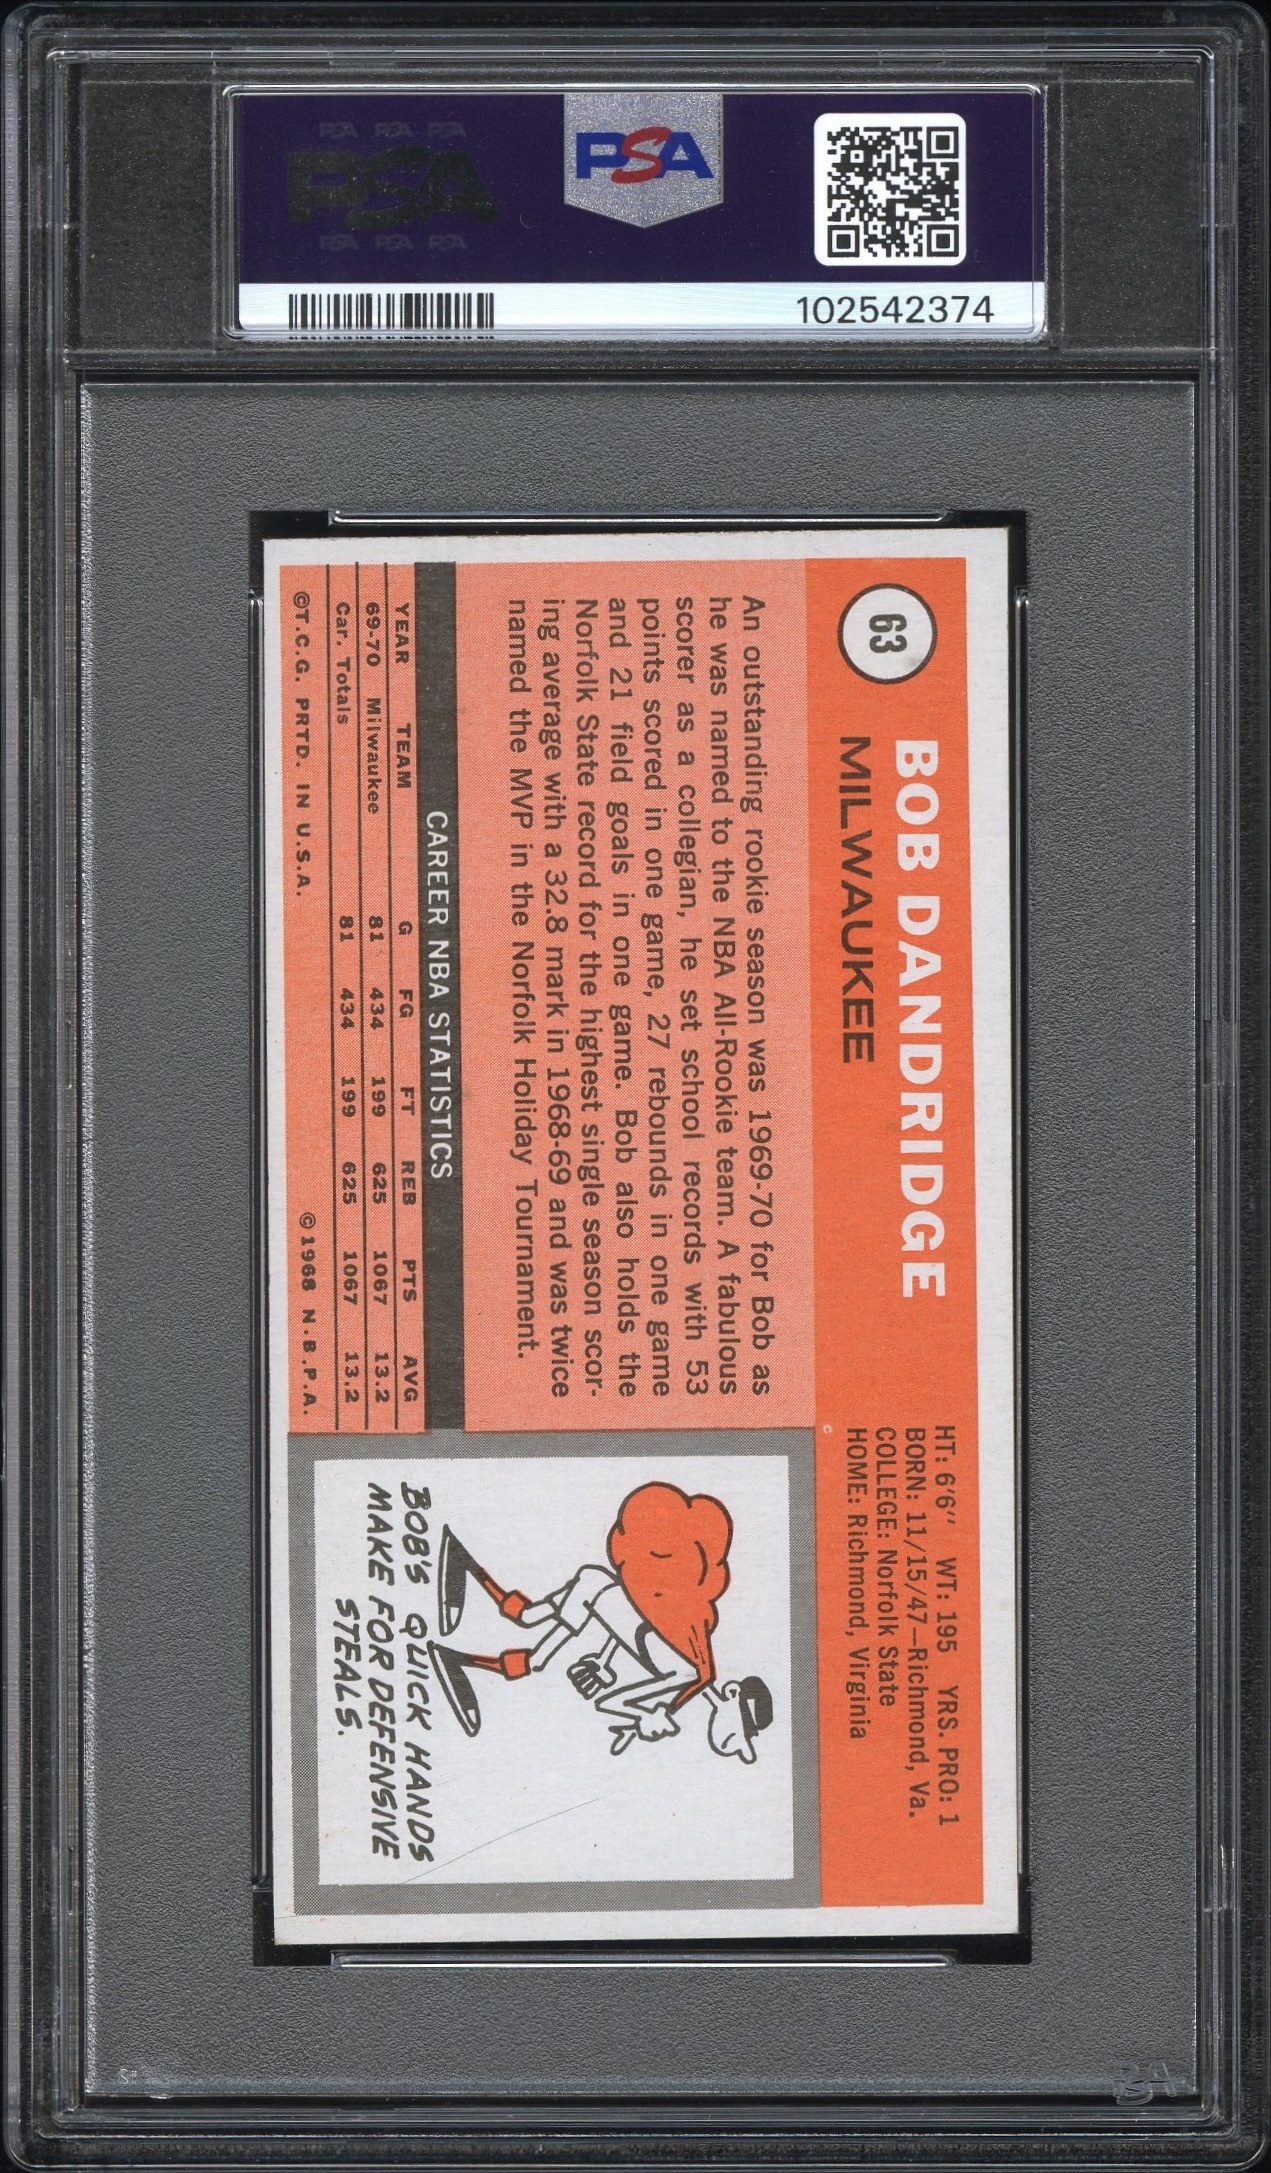 PSA PSA PSA
PSA
PSA PSA PSA
PSA
102542374
63
BOB DANDRIDGE
MILWAUKEE
HT: 6'6" WT: 195 YRS. PRO: 1
BORN: 11/15/47—Richmond, Va.
COLLEGE: Norfolk State
HOME: Richmond, Virginia
An outstanding rookie season was 1969-70 for Bob as
he was named to the NBA All-Rookie team. A fabulous
scorer as a collegian, he set school records with 53
points scored in one game, 27 rebounds in one game
and 21 field goals in one game. Bob also holds the
Norfolk State record for the highest single season scor-
ing average with a 32.8 mark in 1968-69 and was twice
named the MVP in the Norfolk Holiday Tournament.
CAREER NBA STATISTICS
YEAR TEAM G FG FT REB PTS AVG
69-70 Milwaukee 81 434 199 625 1067 13.2
Car. Totals 81 434 199 625 1067 13.2
©T.C.G. PRTD. IN U.S.A. ©1968 N.B.P.A.
BOB'S QUICK HANDS
MAKE FOR DEFENSIVE
STEALS.
PSA